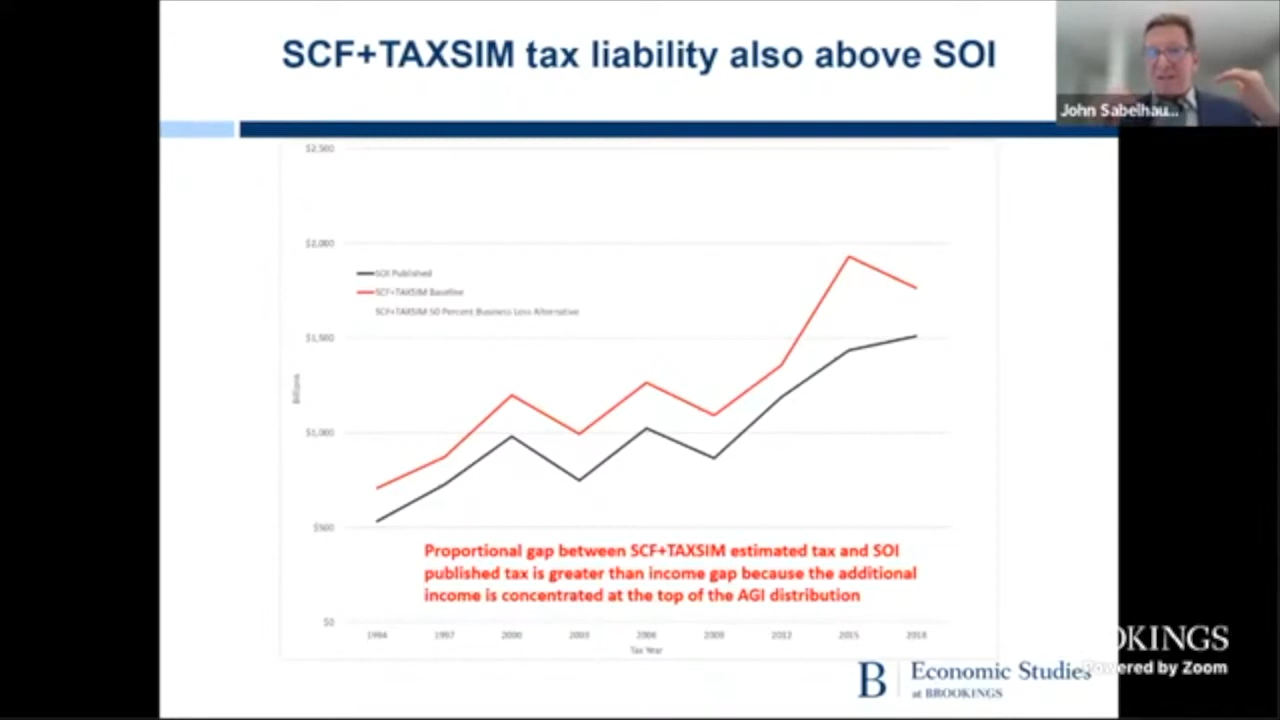 SCF+TAXSIM tax liability also above SOI
John Sabelhau...
$2,500
$2,000
SOI Published
SCF+TAXSIM Baseline
SCF+TAXSIM 50 Percent Business Loss Alternative
$1,500
Billions
$1,000
$500
Proportional gap between SCF+TAXSIM estimated tax and SOI
published tax is greater than income gap because the additional
income is concentrated at the top of the AGI distribution
$0
1994 1997 2000 2003 2006 2009 2012 2015 2018
Tax Year
OKINGS
Powered by Zoom
B Economic Studies
at BROOKINGS